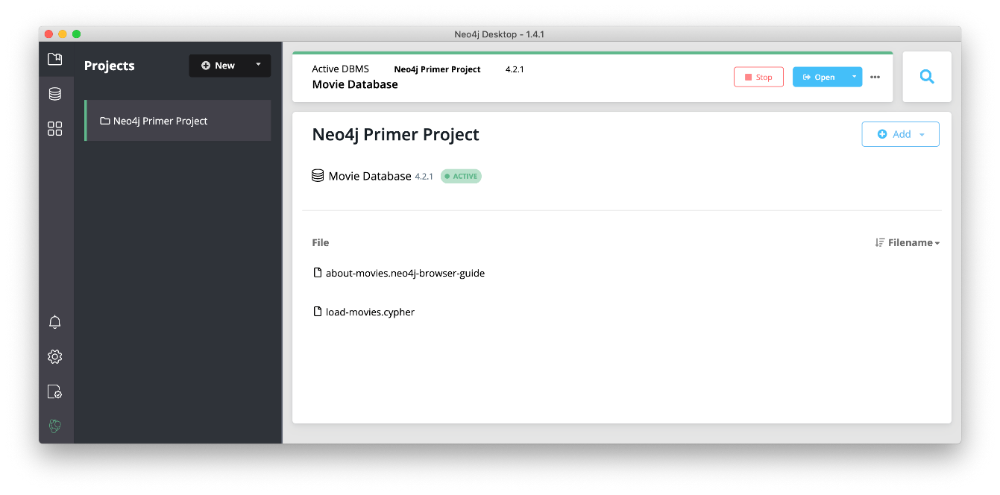 Neo4j Desktop - 1.4.1
Projects
New
Neo4j Primer Project
Active DBMS Neo4j Primer Project 4.2.1
Movie Database
Stop
Open
Neo4j Primer Project
Add
Movie Database 4.2.1 ACTIVE
File
Filename
about-movies.neo4j-browser-guide
load-movies.cypher